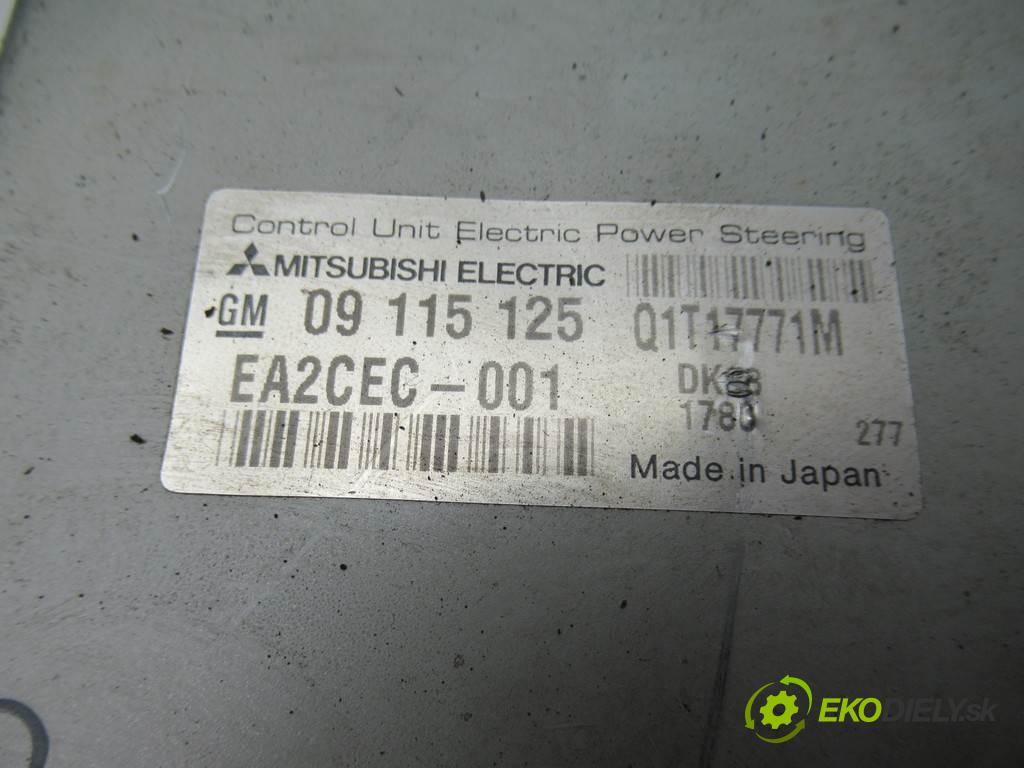 Control Unit Electric Power Steering
MITSUBISHI ELECTRIC
GM 09 115 125 Q1T17771M
EA2CEC-001
1780
277
Made in Japan
EKODIELY.sk